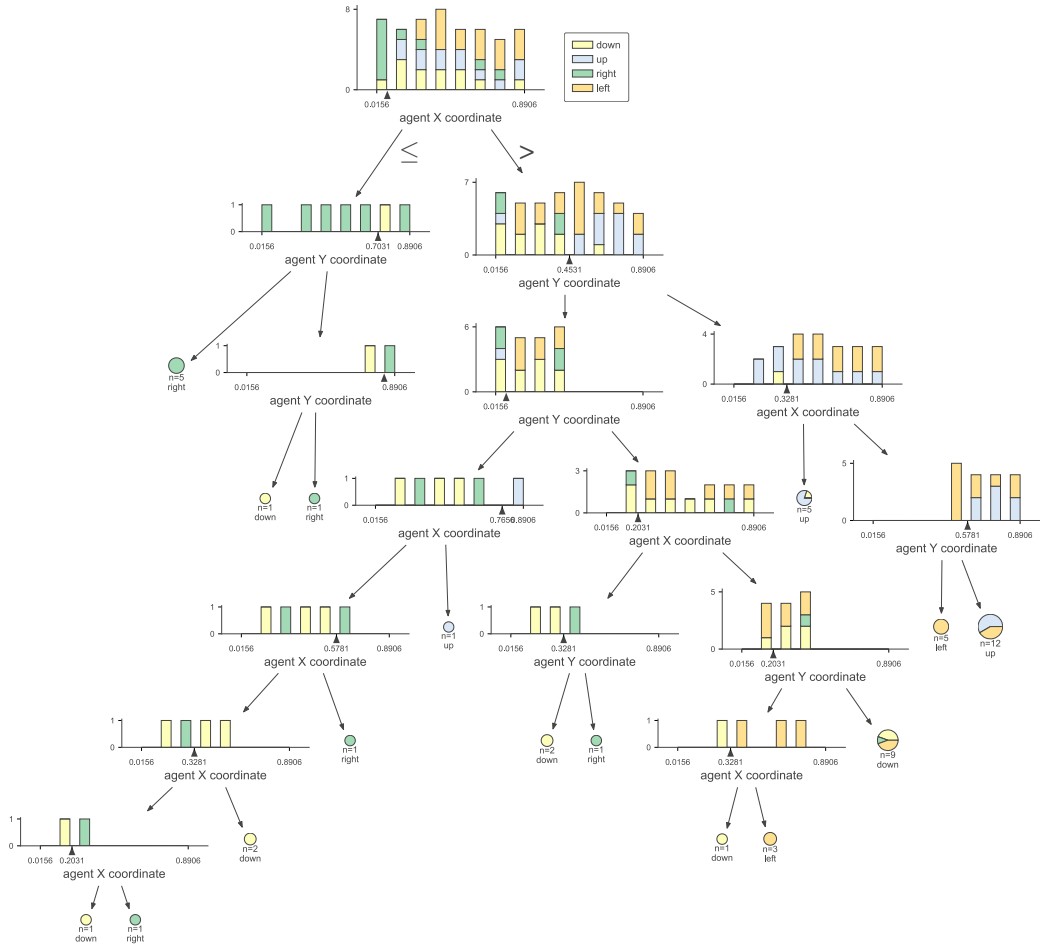 8
0
0.0156
0.8906
agent X coordinate
down
up
right
left
≤
>
1
0
0.0156
0.7031
0.8906
agent Y coordinate
7
0
0.0156
0.4531
0.8906
agent Y coordinate
n=5
right
1
0
0.0156
0.8906
agent Y coordinate
6
0
0.0156
0.8906
agent Y coordinate
4
0
0.0156
0.3281
0.8906
agent X coordinate
n=1
down
n=1
right
1
0
0.0156
0.7656
0.8906
agent X coordinate
3
0
0.0156
0.2031
0.8906
agent X coordinate
n=5
up
5
0
0.0156
0.5781
0.8906
agent Y coordinate
1
0
0.0156
0.5781
0.8906
agent X coordinate
n=1
up
1
0
0.0156
0.3281
0.8906
agent Y coordinate
5
0
0.0156
0.2031
0.8906
agent Y coordinate
n=5
left
n=12
up
1
0
0.0156
0.3281
0.8906
agent X coordinate
n=1
right
n=2
down
n=1
right
1
0
0.0156
0.3281
0.8906
agent X coordinate
n=9
down
1
0
0.0156
0.2031
0.8906
agent X coordinate
n=2
down
n=1
down
n=3
left
n=1
down
n=1
right